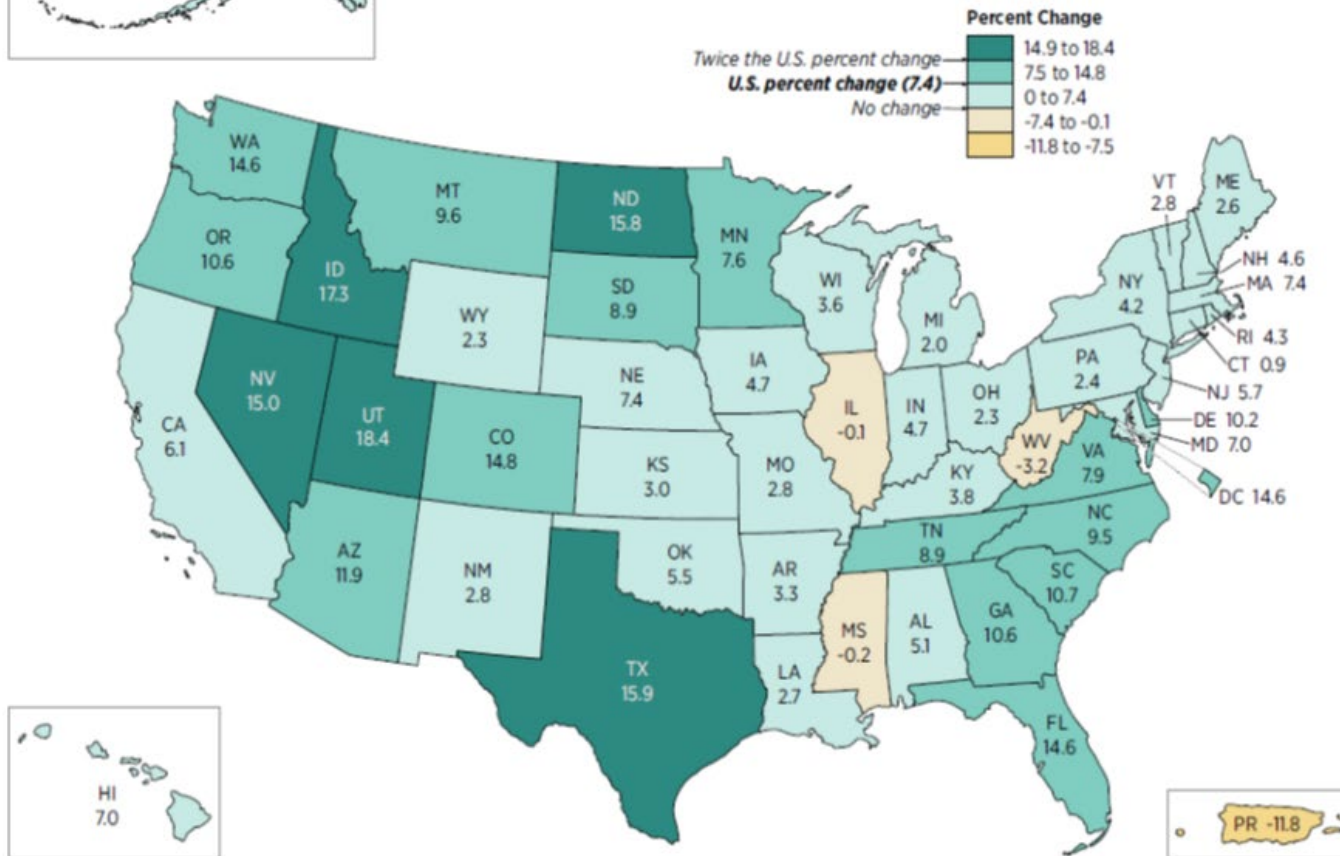 Percent Change
14.9 to 18.4
Twice the U.S. percent change
7.5 to 14.8
U.S. percent change (7.4)
0 to 7.4
No change
-7.4 to -0.1
-11.8 to -7.5
WA
14.6
MT
9.6
ND
15.8
MN
7.6
VT
2.8
ME
2.6
OR
10.6
ID
17.3
SD
8.9
WI
3.6
NY
4.2
NH 4.6
MA 7.4
WY
2.3
MI
2.0
RI 4.3
CT 0.9
NJ 5.7
DE 10.2
MD 7.0
DC 14.6
NV
15.0
UT
18.4
NE
7.4
IA
4.7
PA
2.4
CA
6.1
CO
14.8
KS
3.0
MO
2.8
IL
-0.1
IN
4.7
OH
2.3
WV
-3.2
VA
7.9
KY
3.8
AZ
11.9
NM
2.8
OK
5.5
AR
3.3
TN
8.9
NC
9.5
SC
10.7
TX
15.9
LA
2.7
MS
-0.2
AL
5.1
GA
10.6
FL
14.6
HI
7.0
PR -11.8